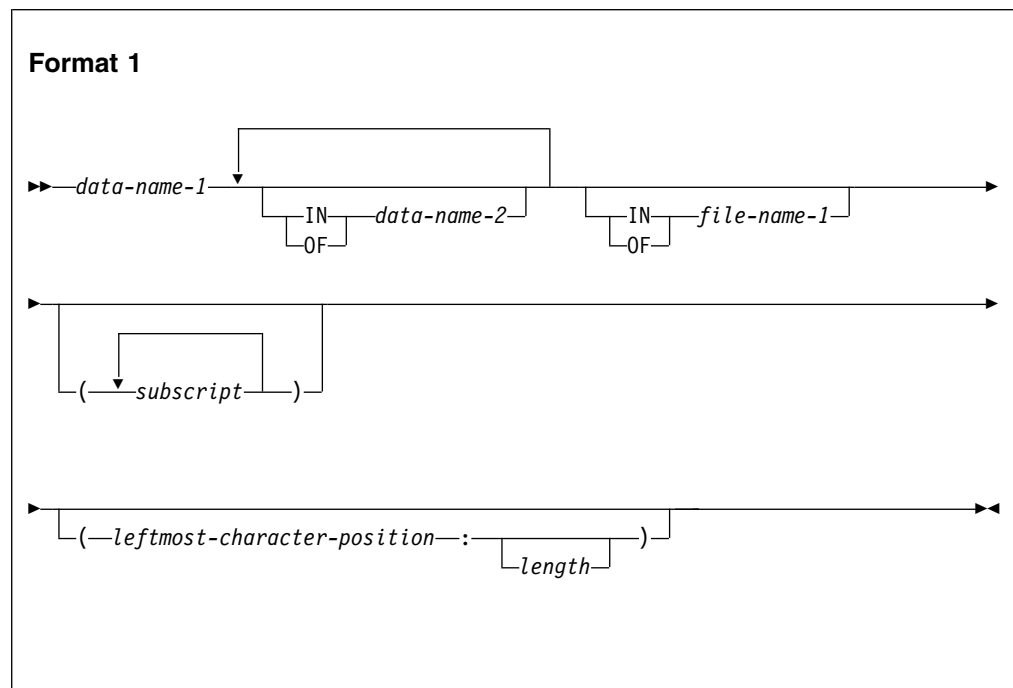 Format 1
data-name-1
IN data-name-2 IN file-name-1
OF OF
( subscript )
( leftmost-character-position : )
length